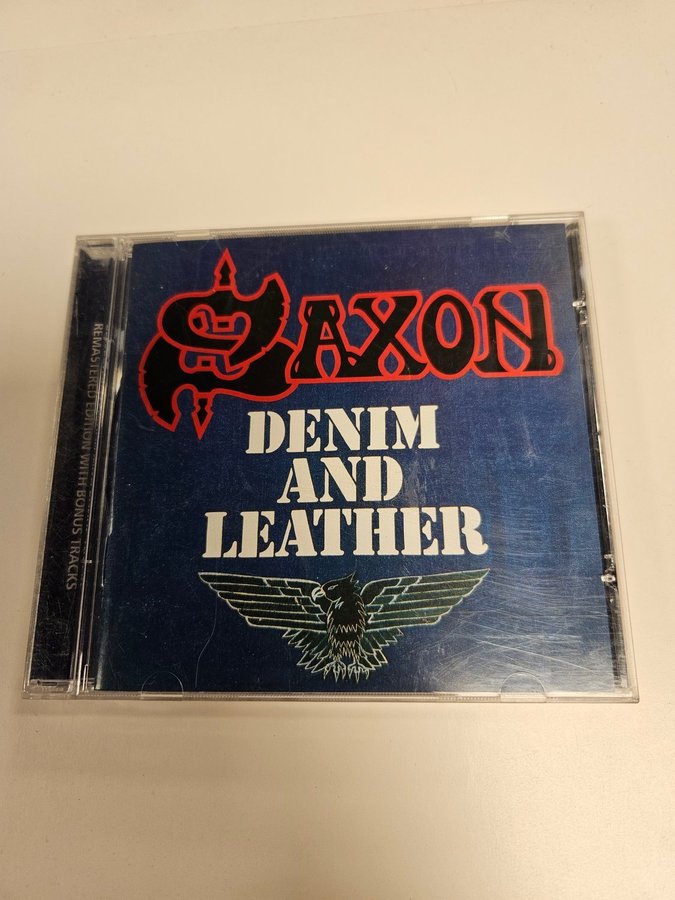 SAXON
DENIM
AND
LEATHER
REMASTERED EDITION WITH BONUS TRACKS